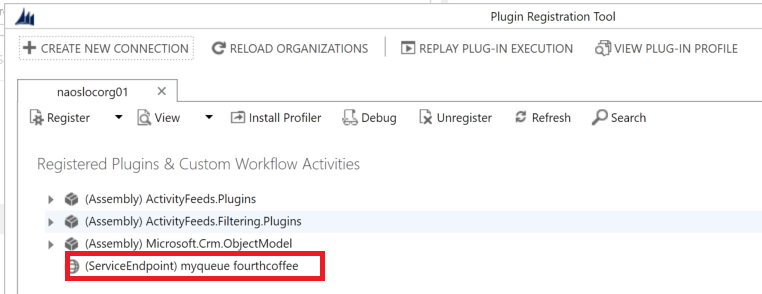 Plugin Registration Tool
CREATE NEW CONNECTION RELOAD ORGANIZATIONS REPLAY PLUG-IN EXECUTION VIEW PLUG-IN PROFILE
naoslocorg01
Register View Install Profiler Debug Unregister Refresh Search
Registered Plugins & Custom Workflow Activities
(Assembly) ActivityFeeds.Plugins
(Assembly) ActivityFeeds.Filtering.Plugins
(Assembly) Microsoft.Crm.ObjectModel
(ServiceEndpoint) myqueue fourthcoffee